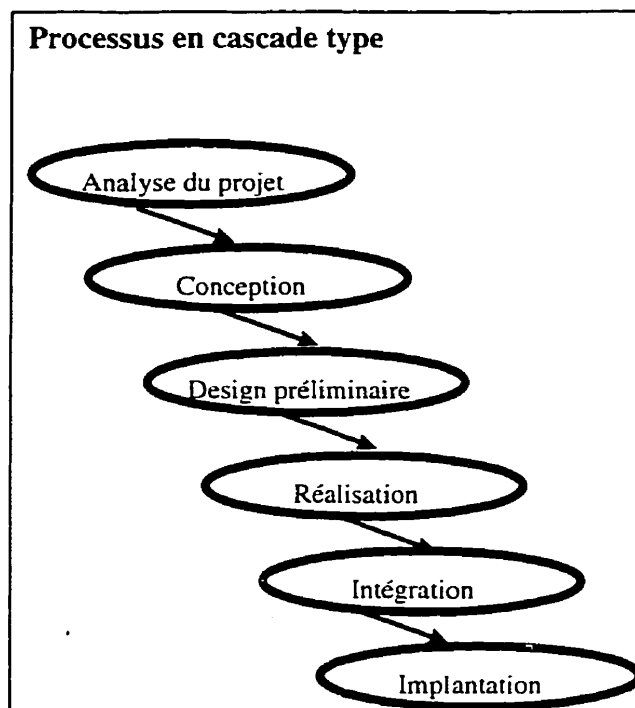 Processus en cascade type
Analyse du projet
Conception
Design préliminaire
Réalisation
Intégration
Implantation